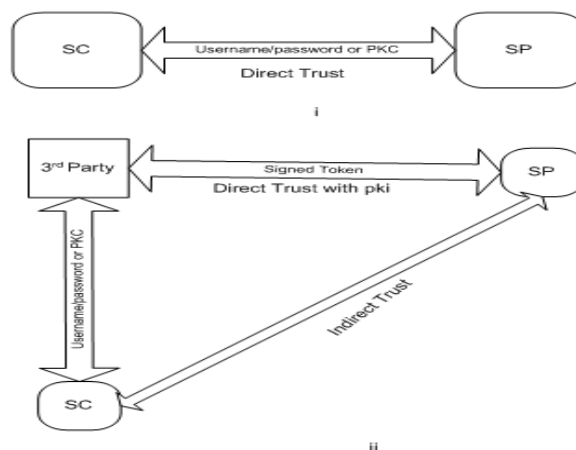 SC
Username/password or PKC
SP
Direct Trust
i
3rd Party
Signed Token
SP
Direct Trust with pki
Username/password or PKC
Indirect Trust
SC
ii